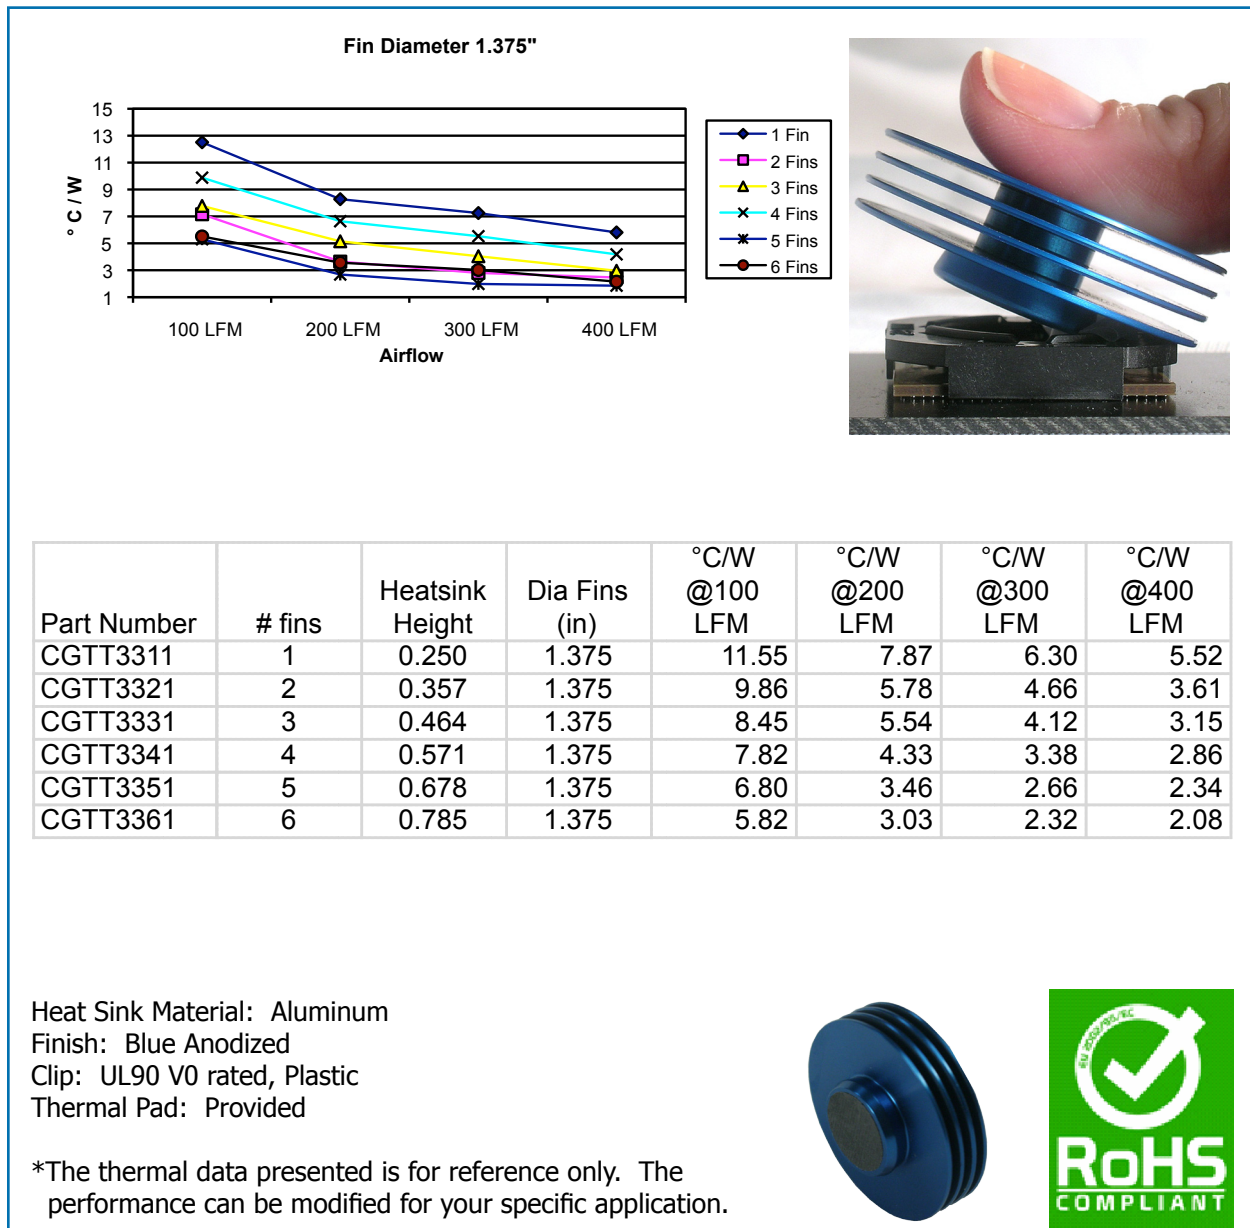 Fin Diameter 1.375"
° C / W
15
13
11
9
7
5
3
1
100 LFM 200 LFM 300 LFM 400 LFM
Airflow
1 Fin
2 Fins
3 Fins
4 Fins
5 Fins
6 Fins
Part Number # fins Heatsink Height Dia Fins (in) °C/W @100 LFM °C/W @200 LFM °C/W @300 LFM °C/W @400 LFM
CGTT3311 1 0.250 1.375 11.55 7.87 6.30 5.52
CGTT3321 2 0.357 1.375 9.86 5.78 4.66 3.61
CGTT3331 3 0.464 1.375 8.45 5.54 4.12 3.15
CGTT3341 4 0.571 1.375 7.82 4.33 3.38 2.86
CGTT3351 5 0.678 1.375 6.80 3.46 2.66 2.34
CGTT3361 6 0.785 1.375 5.82 3.03 2.32 2.08
Heat Sink Material: Aluminum
Finish: Blue Anodized
Clip: UL90 V0 rated, Plastic
Thermal Pad: Provided
*The thermal data presented is for reference only. The
performance can be modified for your specific application.
EU 2002/95/EC
RoHS
COMPLIANT